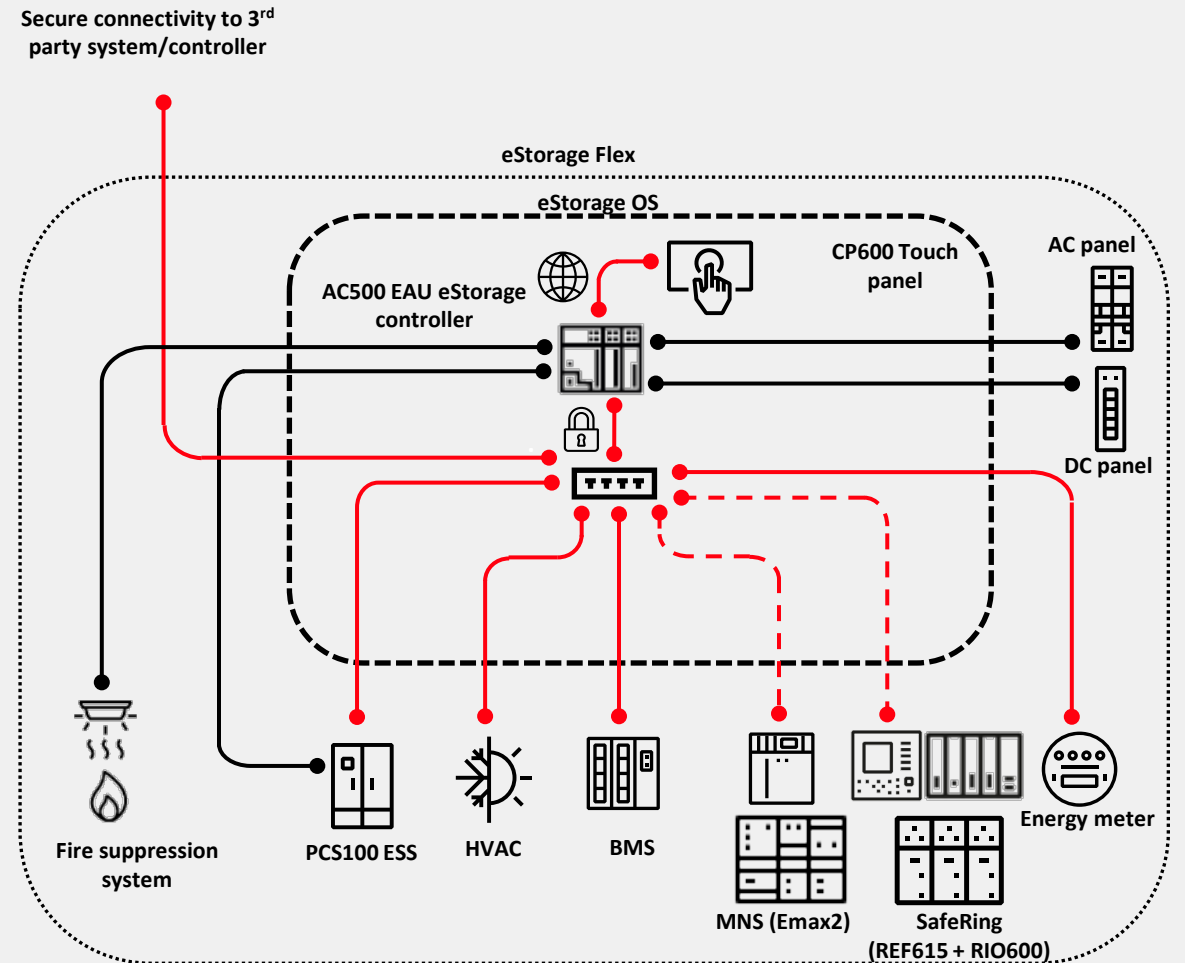 Secure connectivity to 3rd
party system/controller
eStorage Flex
eStorage OS
CP600 Touch
panel
AC panel
AC500 EAU eStorage
controller
DC panel
Fire suppression
system
PCS100 ESS
HVAC
BMS
MNS (Emax2)
SafeRing
(REF615 + RIO600)
Energy meter